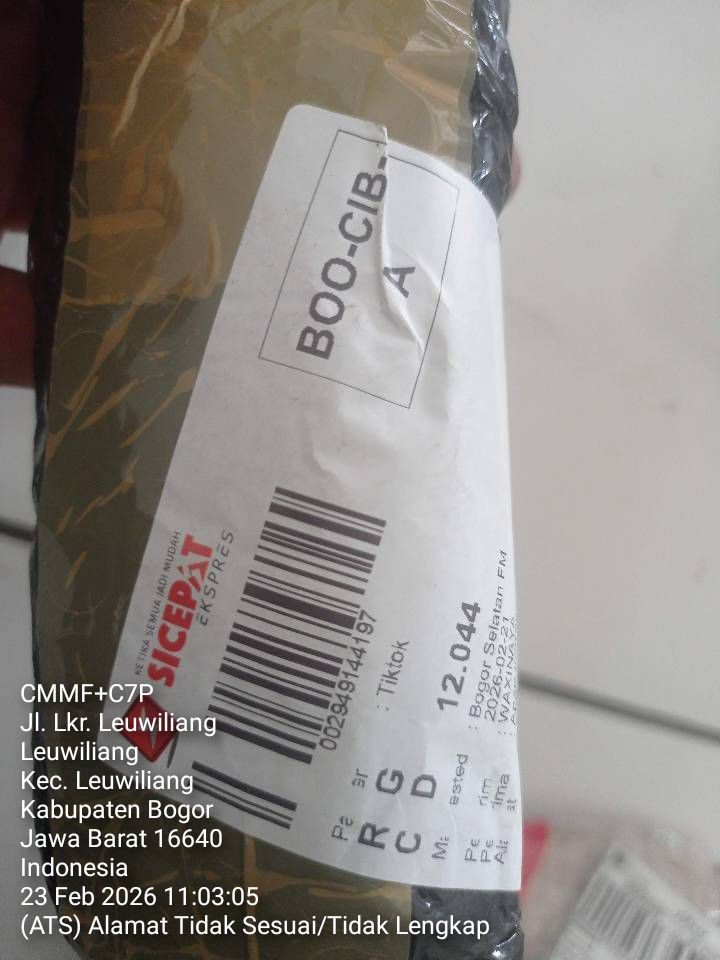 BOO-CIB-
A
KETIKA SEMUA JADI MUDAH
SICEPAT
EKSPRES
002949144197
: Tiktok
R G
C D
12.044
ested : Bogor Selatan FM
: 2026-02-21
CMMF+C7P
Jl. Lkr. Leuwiliang
Leuwiliang
Kec. Leuwiliang
Kabupaten Bogor
Jawa Barat 16640
Indonesia
23 Feb 2026 11:03:05
(ATS) Alamat Tidak Sesuai/Tidak Lengkap